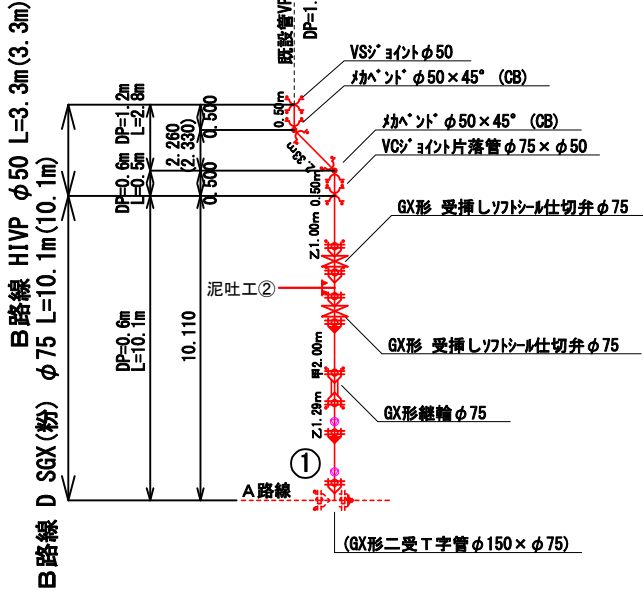 B路線 HIVP φ50 L=3.3m(3.3m)
B路線 D SGX(粉) φ75 L=10.1m(10.1m)
DP=1.2m
L=2.8m
DP=0.6m
L=0.5m
DP=0.6m
L=10.1m
0.500
2.260
(2.330)
0.500
10.110
既設管VP
DP=1.
VSジョイントφ50
メカベンドφ50×45° (CB)
0.50m
2.33m
メカベンドφ50×45° (CB)
VCジョイント片落管φ75×φ50
0.50m
GX形 受挿しソフトシール仕切弁φ75
乙1.00m
泥吐工②
GX形 受挿しソフトシール仕切弁φ75
甲2.00m
GX形継輪φ75
乙1.29m
①
A路線
(GX形二受T字管φ150×φ75)